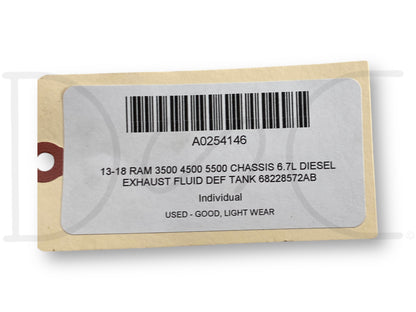 A0254146
13-18 RAM 3500 4500 5500 CHASSIS 6.7L DIESEL
EXHAUST FLUID DEF TANK 68228572AB
Individual
USED - GOOD, LIGHT WEAR